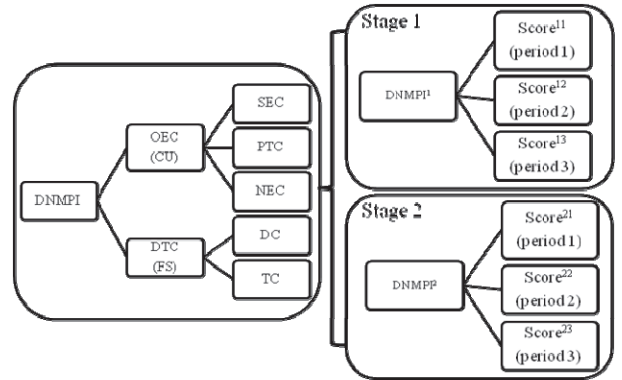 DNMPI
OEC
(CU)
DTC
(FS)
SEC
PTC
NEC
DC
TC
Stage 1
DNMPI¹
Score¹¹
(period 1)
Score¹²
(period 2)
Score¹³
(period 3)
Stage 2
DNMPI²
Score²¹
(period 1)
Score²²
(period 2)
Score²³
(period 3)